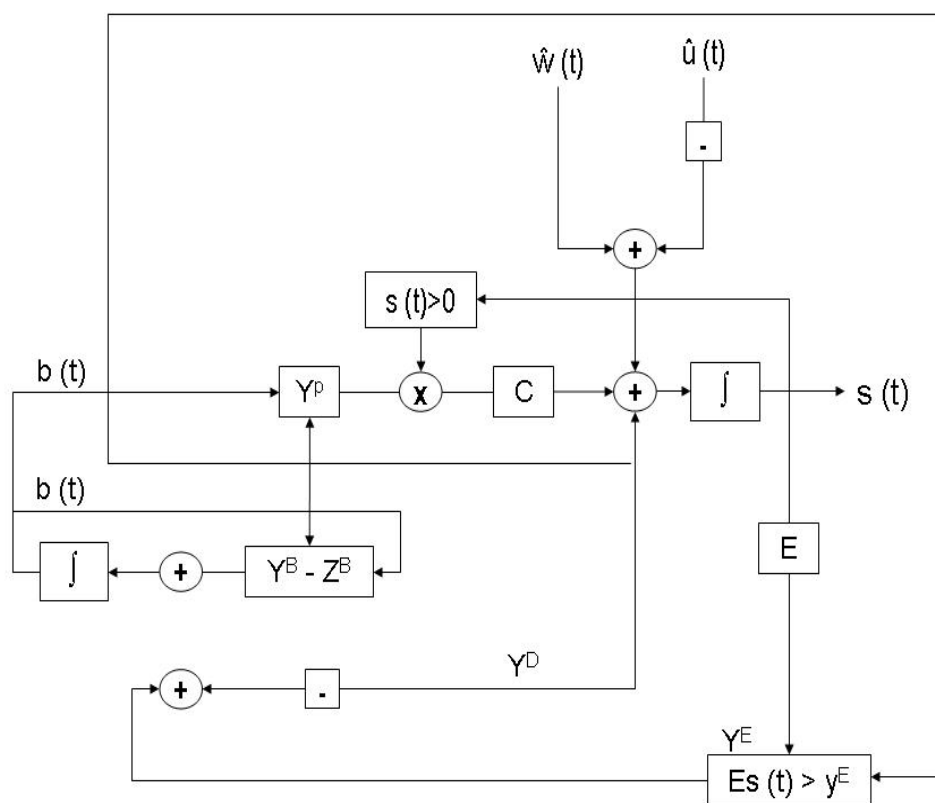 ŵ (t)
û (t)
-
+
s (t)>0
b (t)
Yᵖ
x
C
+
∫
s (t)
b (t)
E
∫
+
Yᴮ - Zᴮ
Yᴰ
+
-
Yᴱ
Es (t) > yᴱ